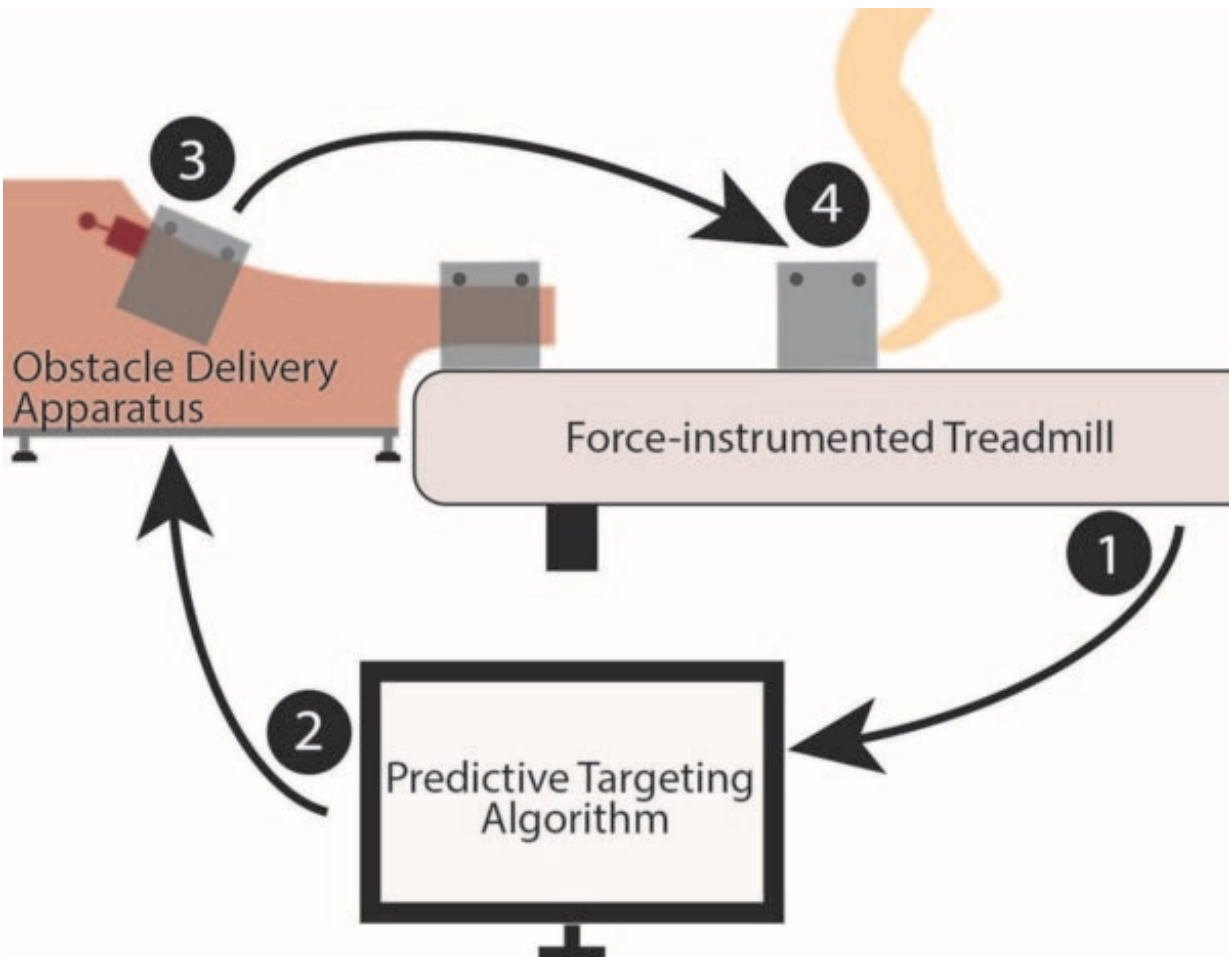 3
4
Obstacle Delivery
Apparatus
Force-instrumented Treadmill
1
2
Predictive Targeting
Algorithm